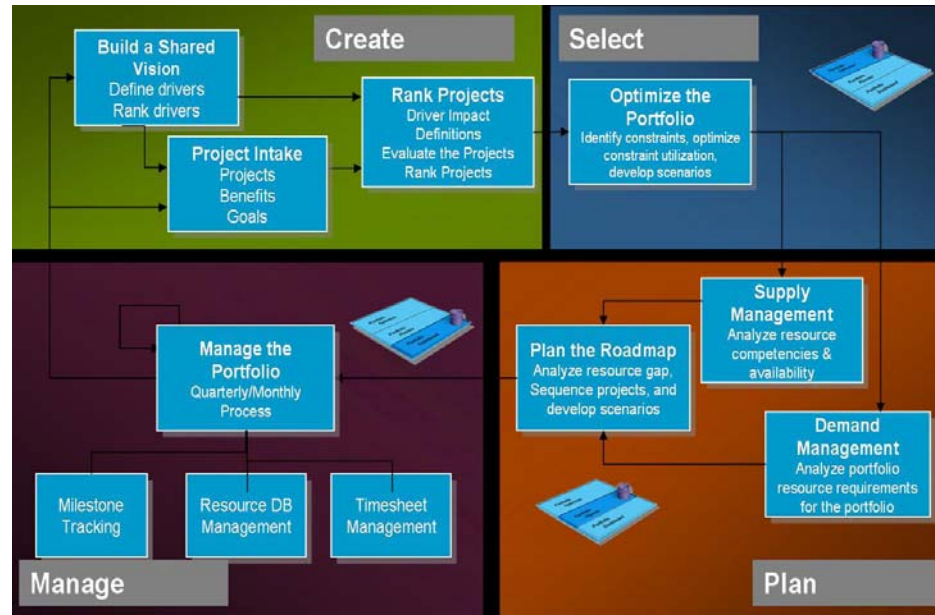 Create
Build a Shared
Vision
Define drivers
Rank drivers
Project Intake
Projects
Benefits
Goals
Rank Projects
Driver Impact
Definitions
Evaluate the Projects
Rank Projects
Select
Optimize the
Portfolio
Identify constraints, optimize
constraint utilization,
develop scenarios
Manage the
Portfolio
Quarterly/Monthly
Process
Milestone
Tracking
Resource DB
Management
Timesheet
Management
Manage
Supply
Management
Analyze resource
competencies &
availability
Plan the Roadmap
Analyze resource gap,
Sequence projects, and
develop scenarios
Demand
Management
Analyze portfolio
resource requirements
for the portfolio
Plan